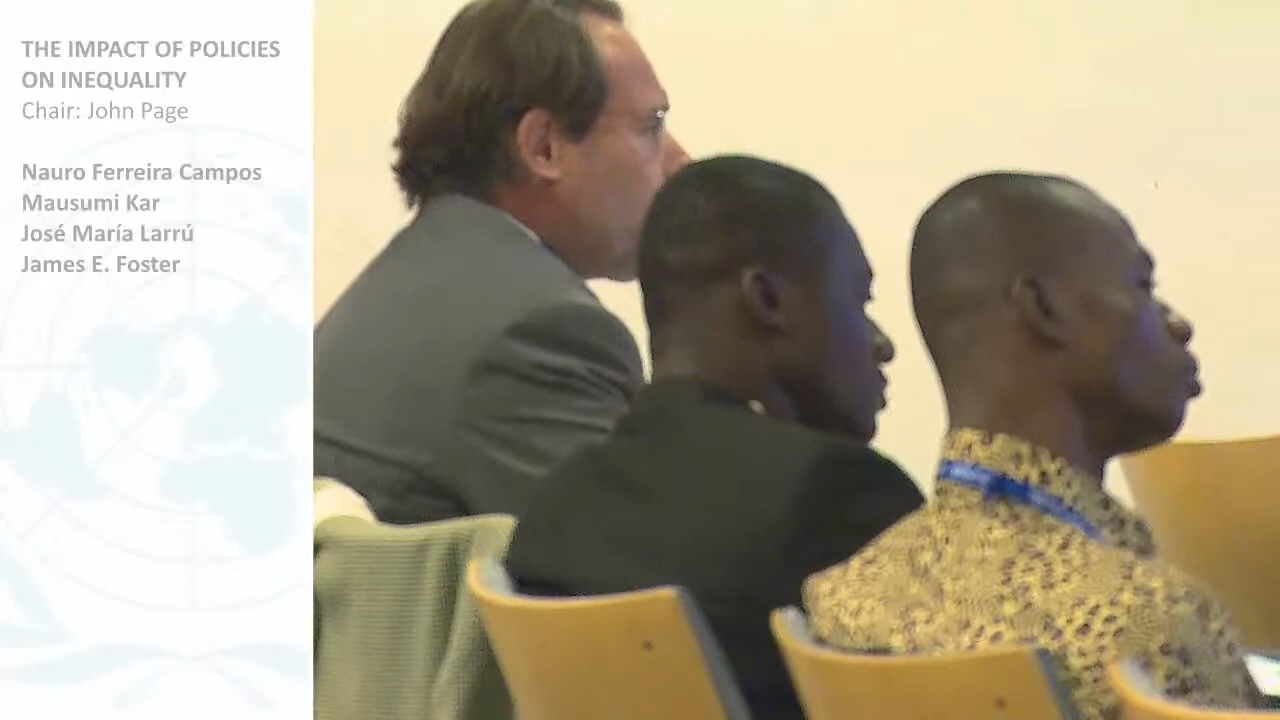 THE IMPACT OF POLICIES
ON INEQUALITY
Chair: John Page
Nauro Ferreira Campos
Mausumi Kar
José María Larrú
James E. Foster